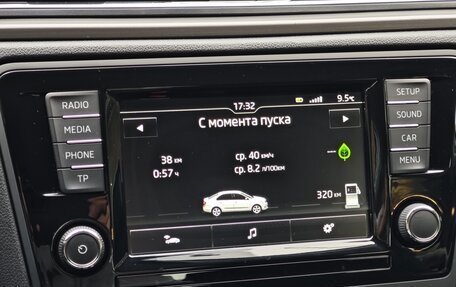 RADIO
MEDIA
PHONE
TP
17:32
9.5°C
С момента пуска
38 км
0:57 ч
ср. 40 км/ч
ср. 8.2 л/100км
320 км
SETUP
SOUND
CAR
MENU